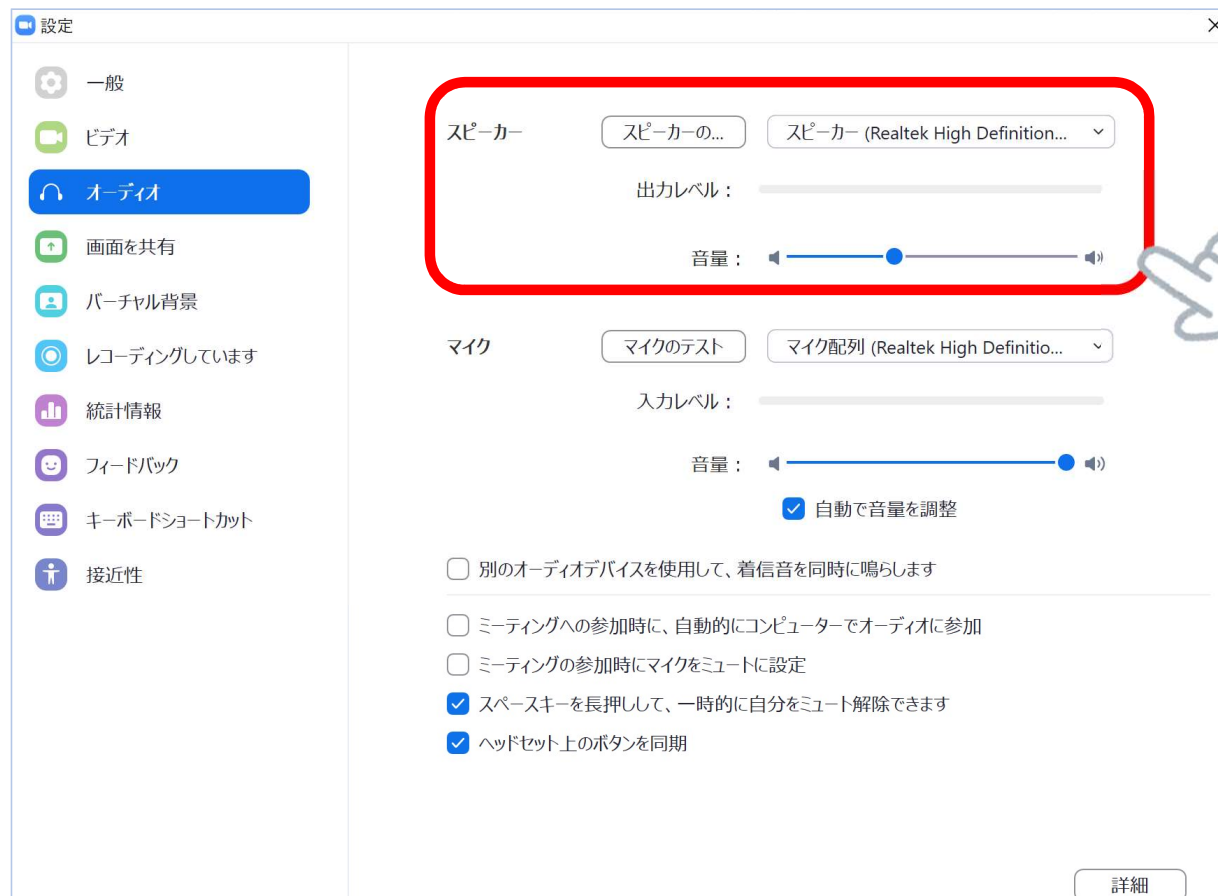 設定
一般
ビデオ
オーディオ
画面を共有
バーチャル背景
レコーディングしています
統計情報
フィードバック
キーボードショートカット
接近性
スピーカー スピーカーの... スピーカー (Realtek High Definition...
出力レベル：
音量：
マイク マイクのテスト マイク配列 (Realtek High Definitio...
入力レベル：
音量：
自動で音量を調整
別のオーディオデバイスを使用して、着信音を同時に鳴らします
ミーティングへの参加時に、自動的にコンピューターでオーディオに参加
ミーティングの参加時にマイクをミュートに設定
スペースキーを長押しして、一時的に自分をミュート解除できます
ヘッドセット上のボタンを同期
詳細